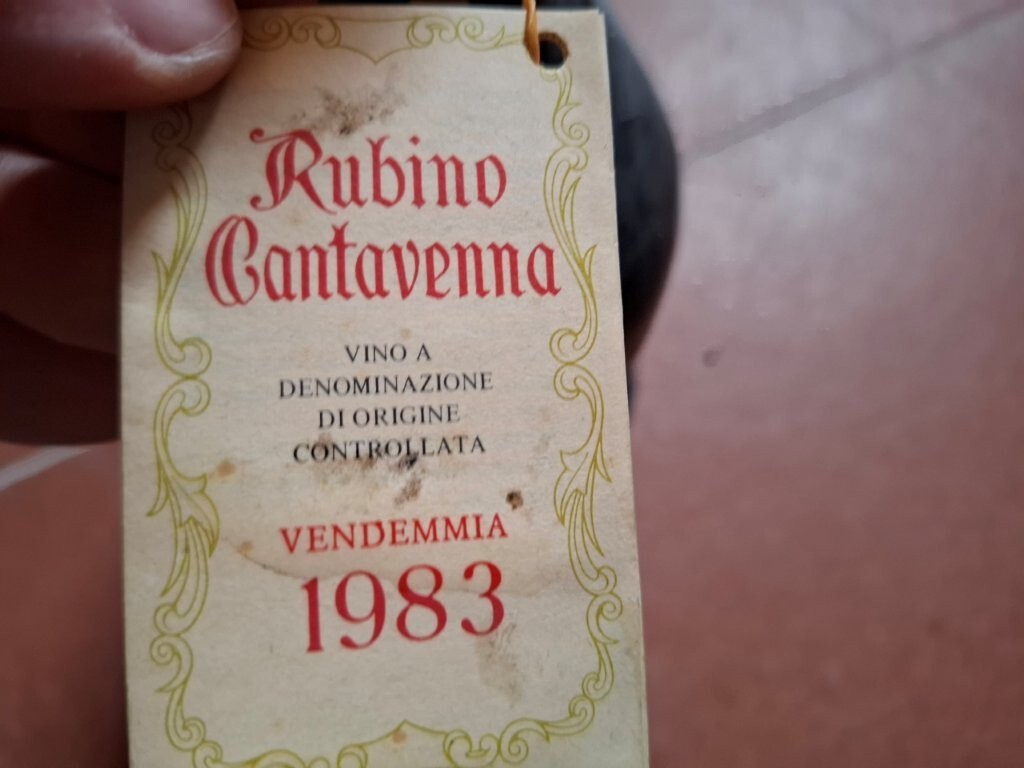 Rubino
Cantavenna
VINO A
DENOMINAZIONE
DI ORIGINE
CONTROLLATA
VENDEMMIA
1983